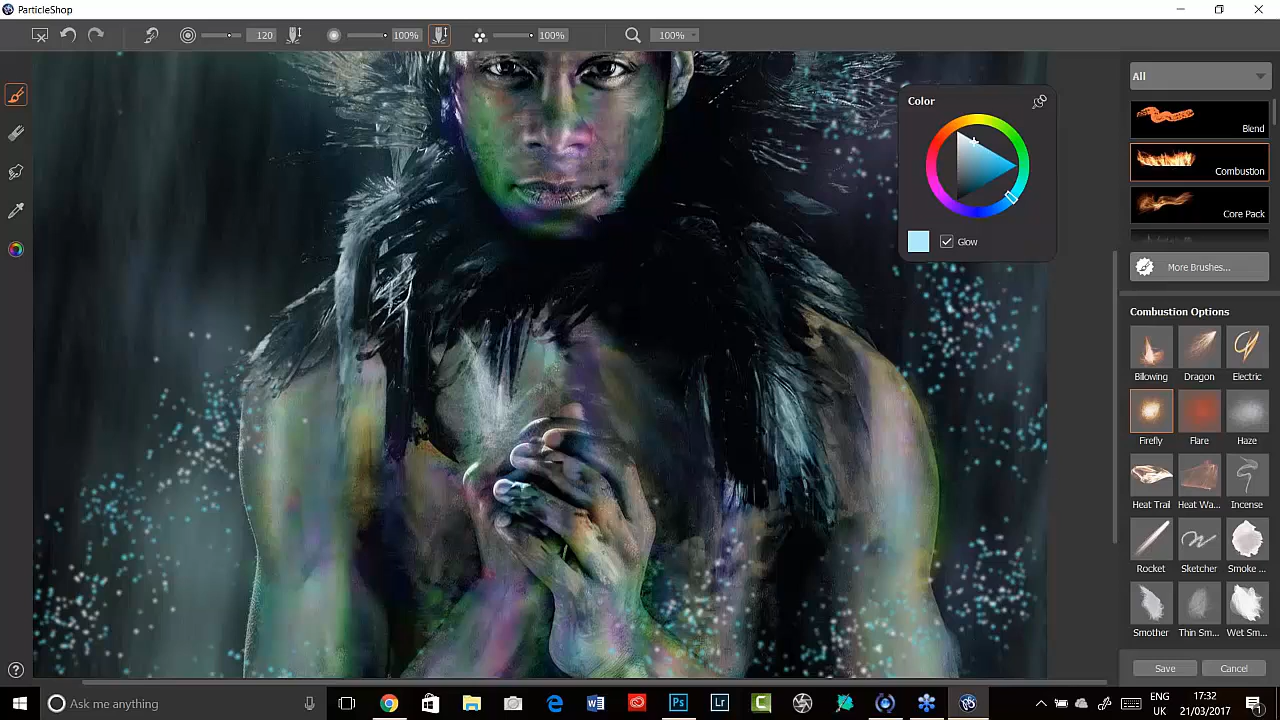 ParticleShop
120
100%
100%
100%
All
Color
Blend
Combustion
Core Pack
Glow
More Brushes...
Combustion Options
Billowing Dragon Electric
Firefly Flare Haze
Heat Trail Heat Wa... Incense
Rocket Sketcher Smoke ...
Smother Thin Sm... Wet Sm...
Save Cancel
Ask me anything
Ps
Lr
ENG
UK
17:32
21/03/2017